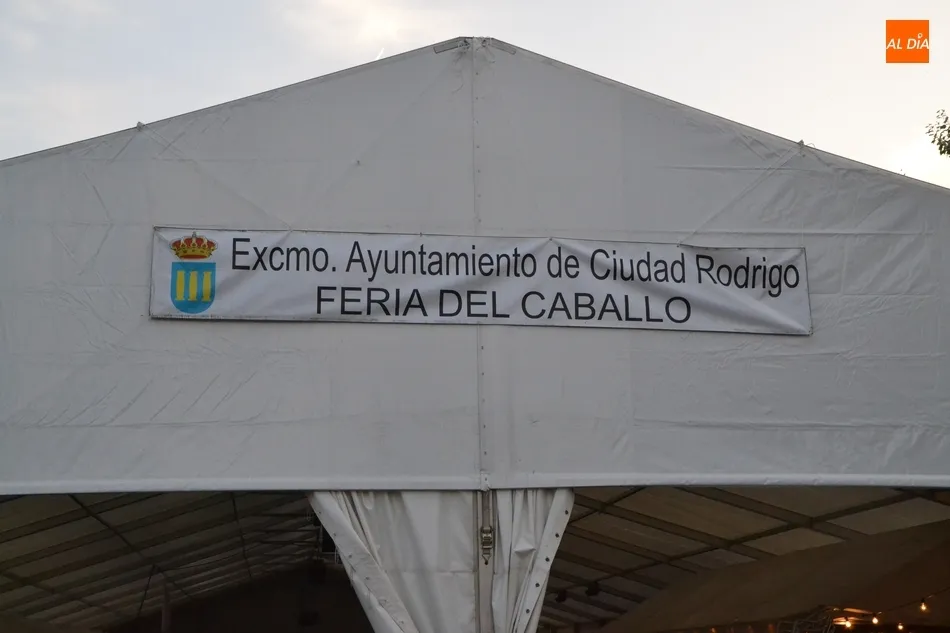 AL DÍA
Excmo. Ayuntamiento de Ciudad Rodrigo
FERIA DEL CABALLO